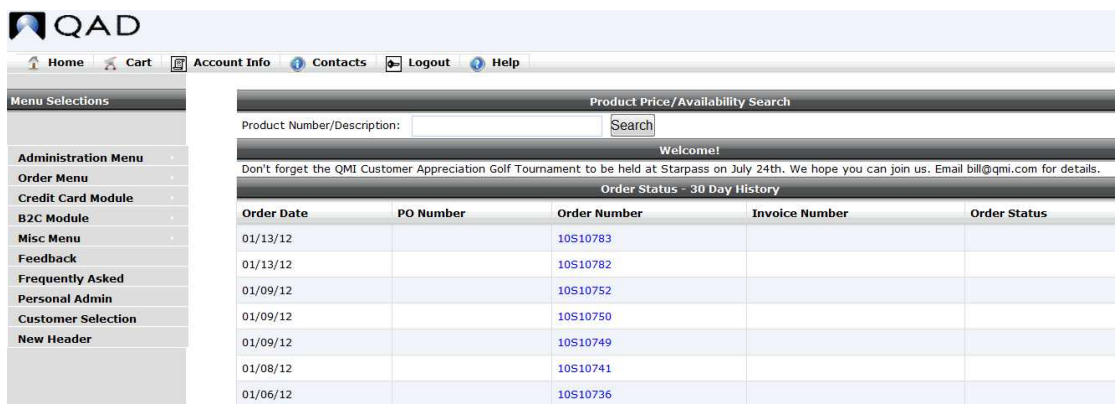 QAD
Home Cart Account Info Contacts Logout Help
Menu Selections
Administration Menu
Order Menu
Credit Card Module
B2C Module
Misc Menu
Feedback
Frequently Asked
Personal Admin
Customer Selection
New Header
Product Price/Availability Search
Product Number/Description: Search
Welcome!
Don't forget the QMI Customer Appreciation Golf Tournament to be held at Starpass on July 24th. We hope you can join us. Email bill@qmi.com for details.
Order Status - 30 Day History
Order Date PO Number Order Number Invoice Number Order Status
01/13/12 10S10783
01/13/12 10S10782
01/09/12 10S10752
01/09/12 10S10750
01/09/12 10S10749
01/08/12 10S10741
01/06/12 10S10736